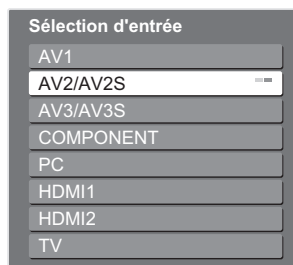 Sélection d'entrée
AV1
AV2/AV2S
AV3/AV3S
COMPONENT
PC
HDMI1
HDMI2
TV